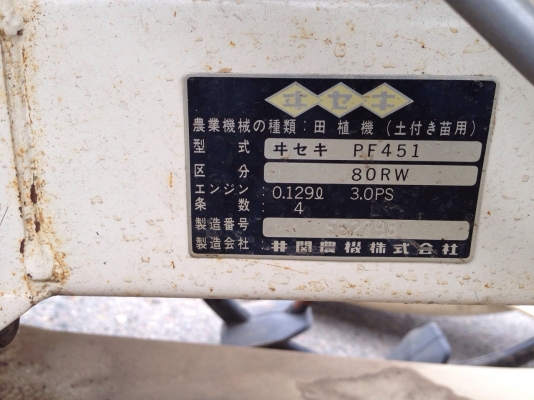 ヰセキ
農業機械の種類:田植機(土付き苗用)
型式 ヰセキ PF451
区分 80RW
エンジン: 0.129ℓ 3.0PS
条数: 4
製造番号
製造会社: 井関農機株式会社